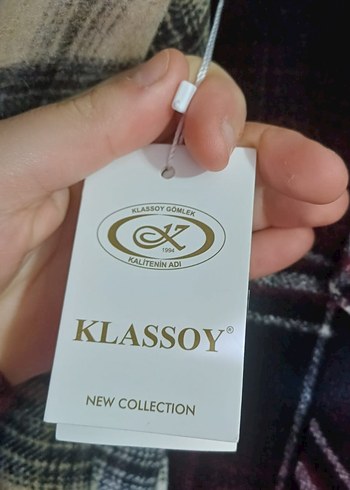 KLASSOY GÖMLEK
K
1994
KALİTENİN ADI
KLASSOY®
NEW COLLECTION